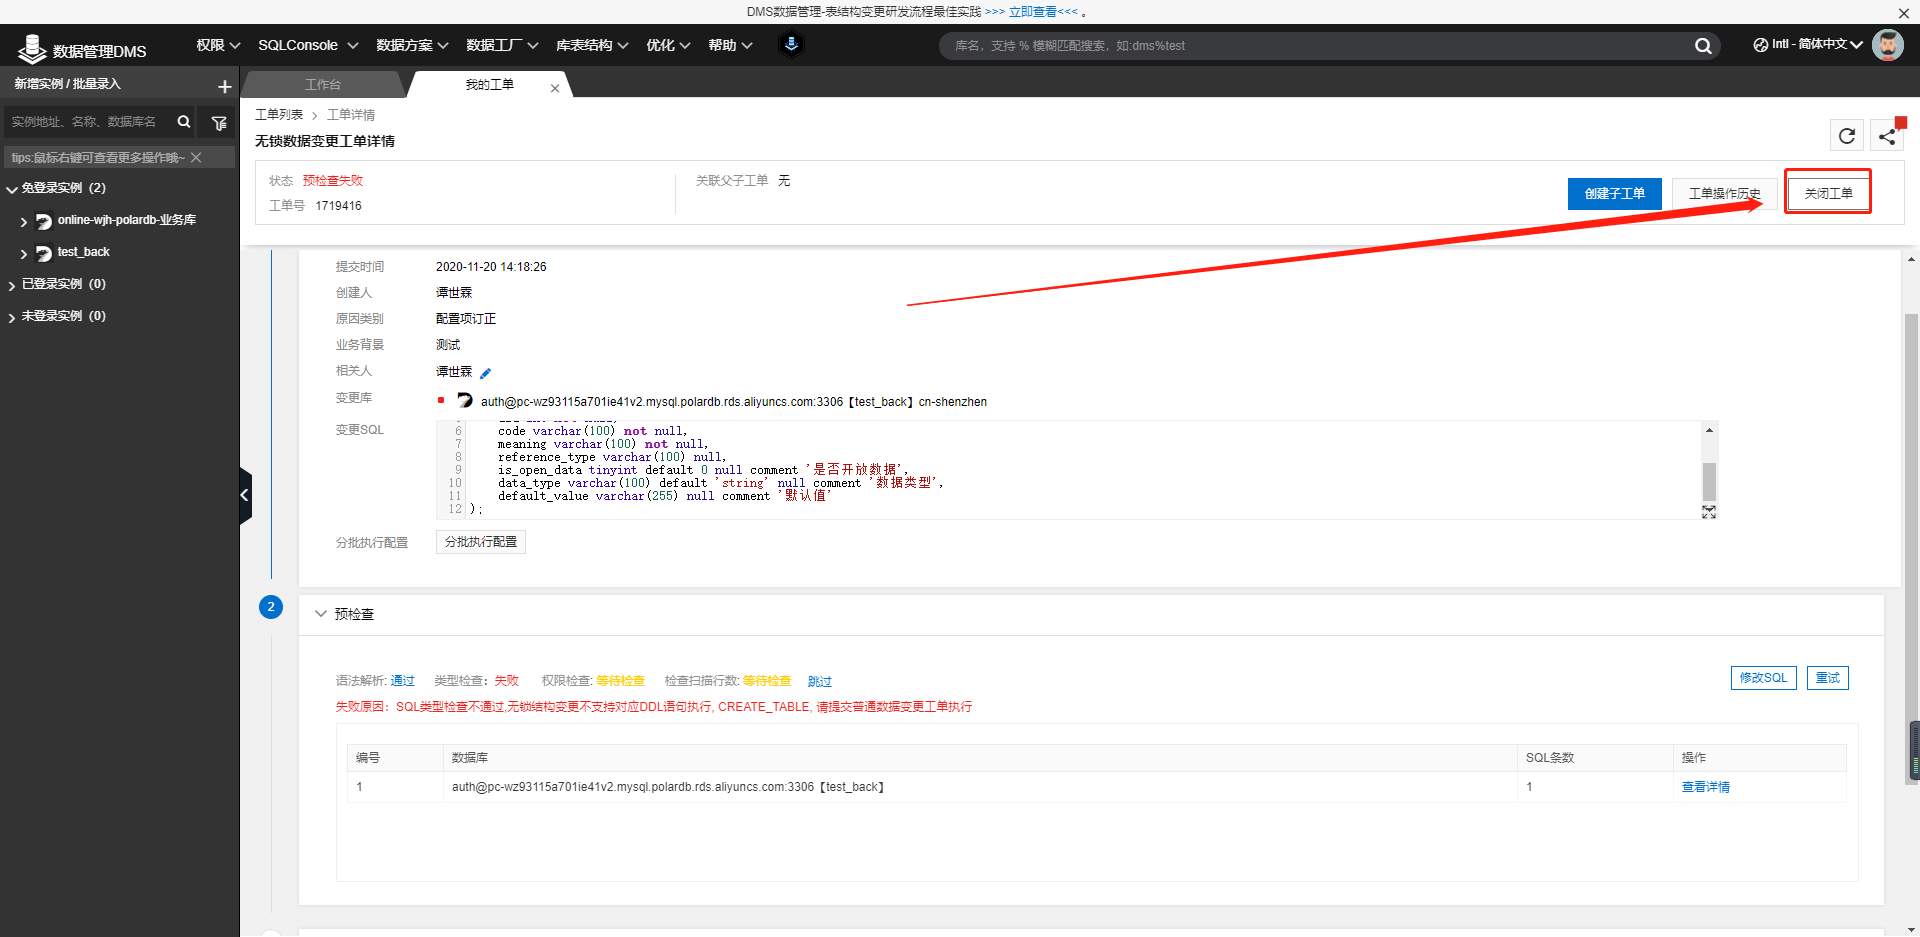 DMS数据管理-表结构变更研发流程最佳实践 >>> 立即查看<<< 。
数据管理DMS
权限 SQLConsole 数据方案 数据工厂 库表结构 优化 帮助
库名，支持 % 模糊匹配搜索，如:dms%test
Intl - 简体中文
新增实例 / 批量录入
工作台
我的工单
实例地址、名称、数据库名
tips:鼠标右键可查看更多操作哦~
免登录实例（2）
online-wjh-polardb-业务库
test_back
已登录实例（0）
未登录实例（0）
工单列表 > 工单详情
无锁数据变更工单详情
状态 预检查失败
关联父子工单 无
工单号 1719416
创建子工单
工单操作历史
关闭工单
提交时间 2020-11-20 14:18:26
创建人 谭世霖
原因类别 配置项订正
业务背景 测试
相关人 谭世霖
变更库 auth@pc-wz93115a701ie41v2.mysql.polardb.rds.aliyuncs.com:3306【test_back】cn-shenzhen
变更SQL
6 code varchar(100) not null,
7 meaning varchar(100) not null,
8 reference_type varchar(100) null,
9 is_open_data tinyint default 0 null comment '是否开放数据',
10 data_type varchar(100) default 'string' null comment '数据类型',
11 default_value varchar(255) null comment '默认值'
12 );
分批执行配置 分批执行配置
2
预检查
语法解析: 通过 类型检查：失败 权限检查: 等待检查 检查扫描行数: 等待检查 跳过
修改SQL 重试
失败原因：SQL类型检查不通过,无锁结构变更不支持对应DDL语句执行, CREATE_TABLE, 请提交普通数据变更工单执行
编号 数据库 SQL条数 操作
1 auth@pc-wz93115a701ie41v2.mysql.polardb.rds.aliyuncs.com:3306【test_back】 1 查看详情